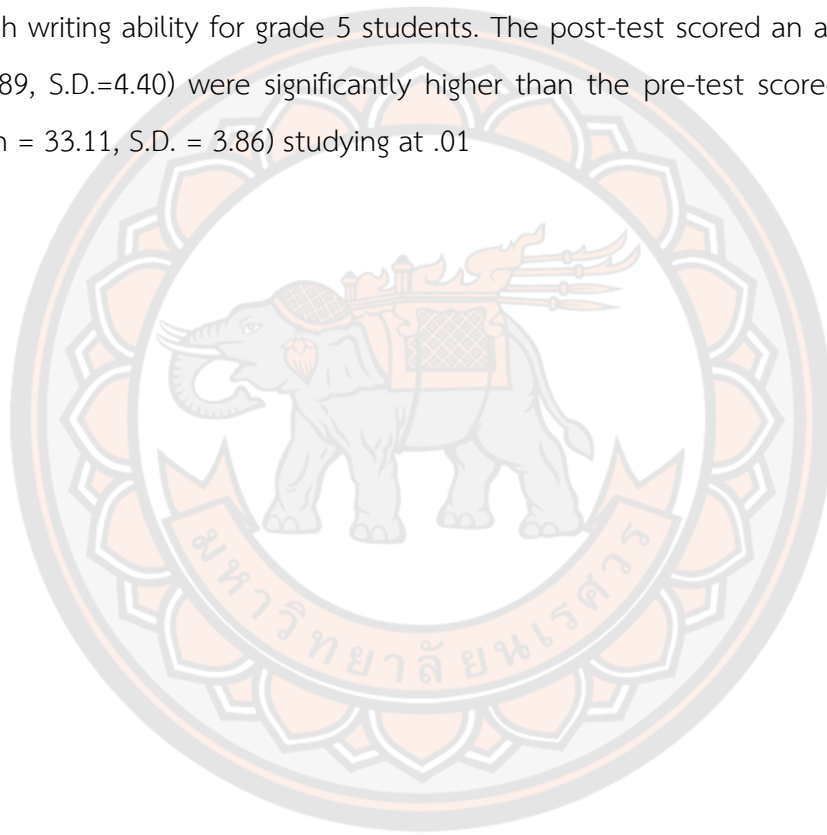 h writing ability for grade 5 students. The post-test scored an a
89, S.D.=4.40) were significantly higher than the pre-test score
= 33.11, S.D. = 3.86) studying at .01
มหาวิทยาลัยนเรศวร